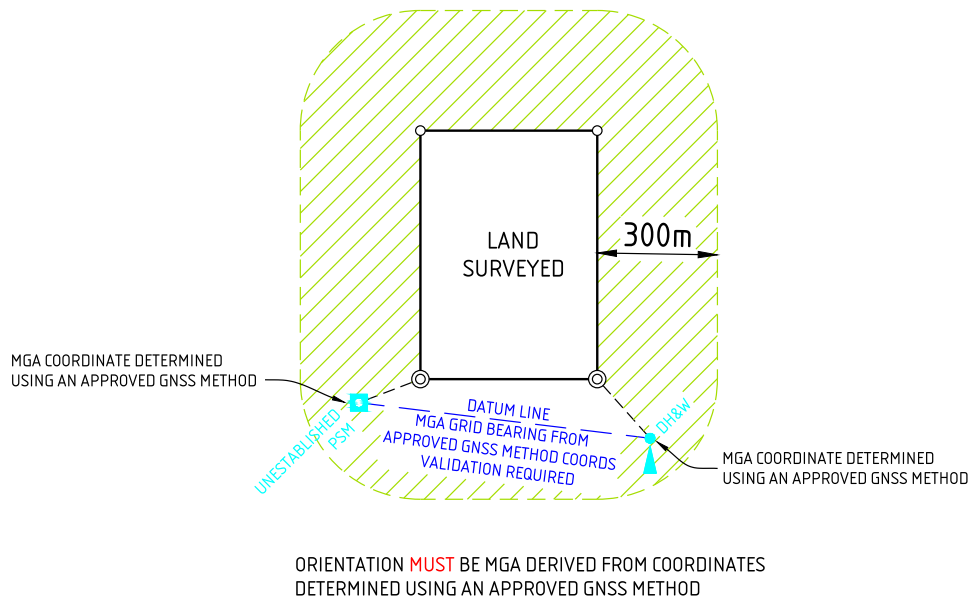 300m
LAND
SURVEYED
MGA COORDINATE DETERMINED
USING AN APPROVED GNSS METHOD
UNESTABLISHED
PSM
DATUM LINE
MGA GRID BEARING FROM
APPROVED GNSS METHOD COORDS
VALIDATION REQUIRED
DH&W
MGA COORDINATE DETERMINED
USING AN APPROVED GNSS METHOD
ORIENTATION MUST BE MGA DERIVED FROM COORDINATES
DETERMINED USING AN APPROVED GNSS METHOD